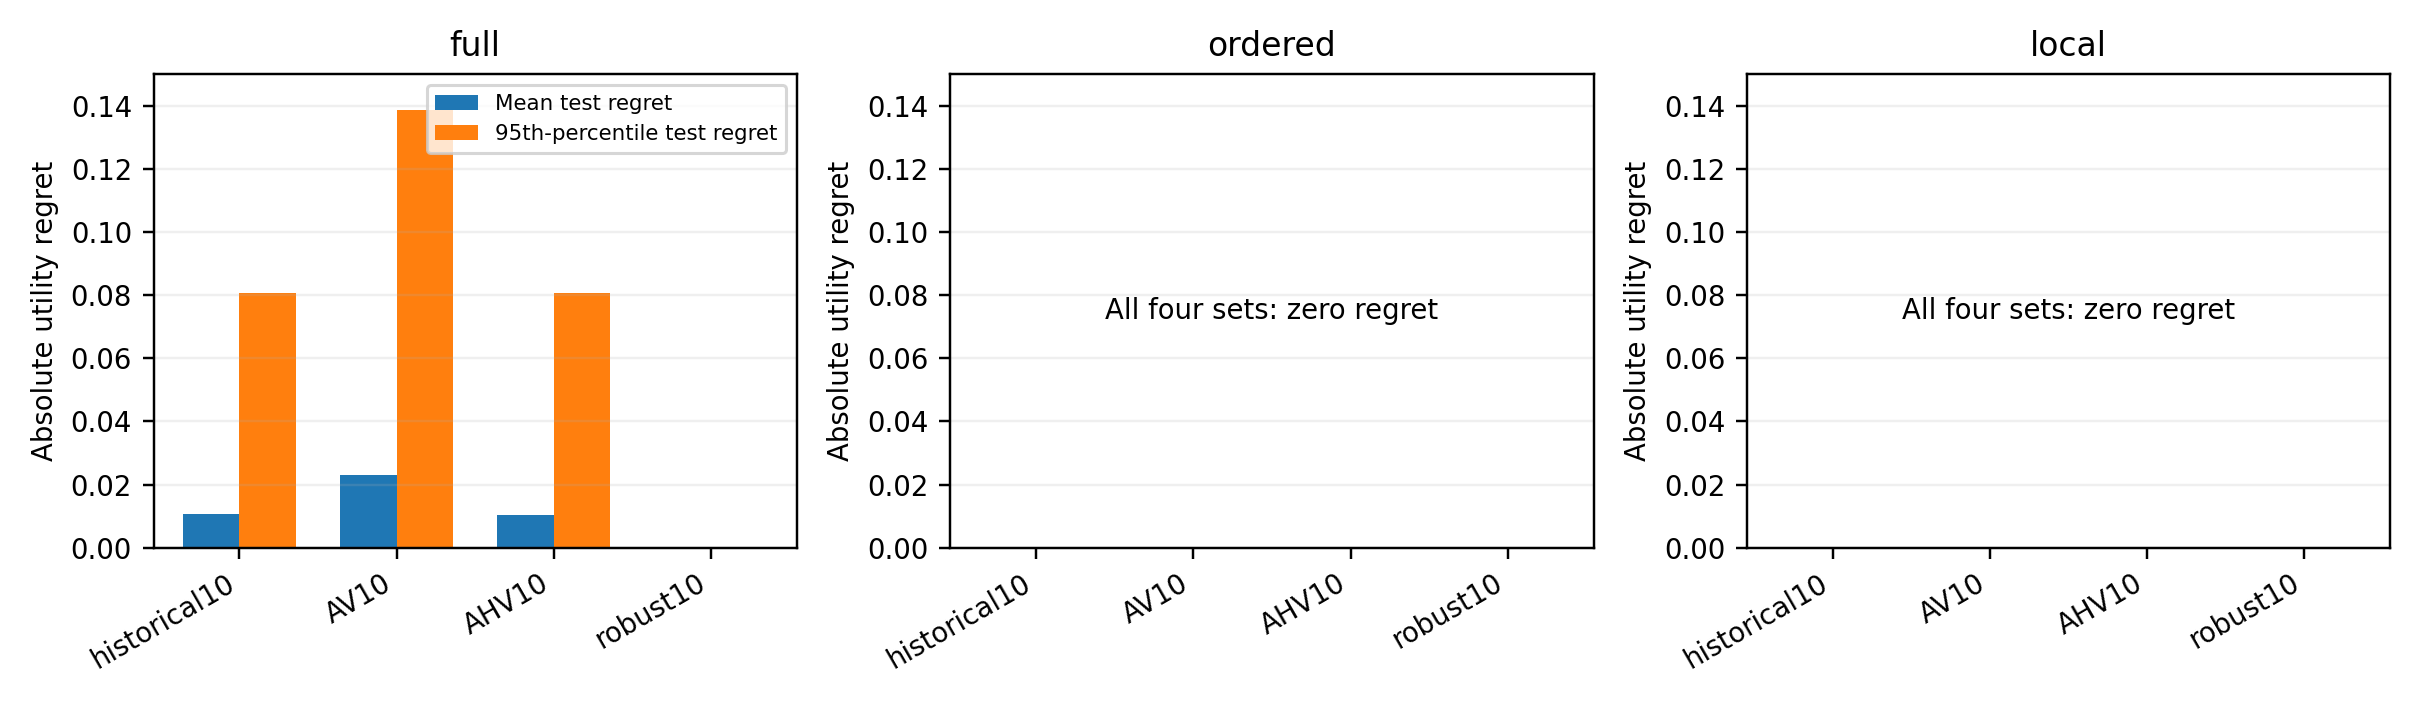 full
Absolute utility regret
0.14
0.12
0.10
0.08
0.06
0.04
0.02
0.00
Mean test regret
95th-percentile test regret
historical10
AV10
AHV10
robust10
ordered
Absolute utility regret
0.14
0.12
0.10
0.08
0.06
0.04
0.02
0.00
All four sets: zero regret
historical10
AV10
AHV10
robust10
local
Absolute utility regret
0.14
0.12
0.10
0.08
0.06
0.04
0.02
0.00
All four sets: zero regret
historical10
AV10
AHV10
robust10